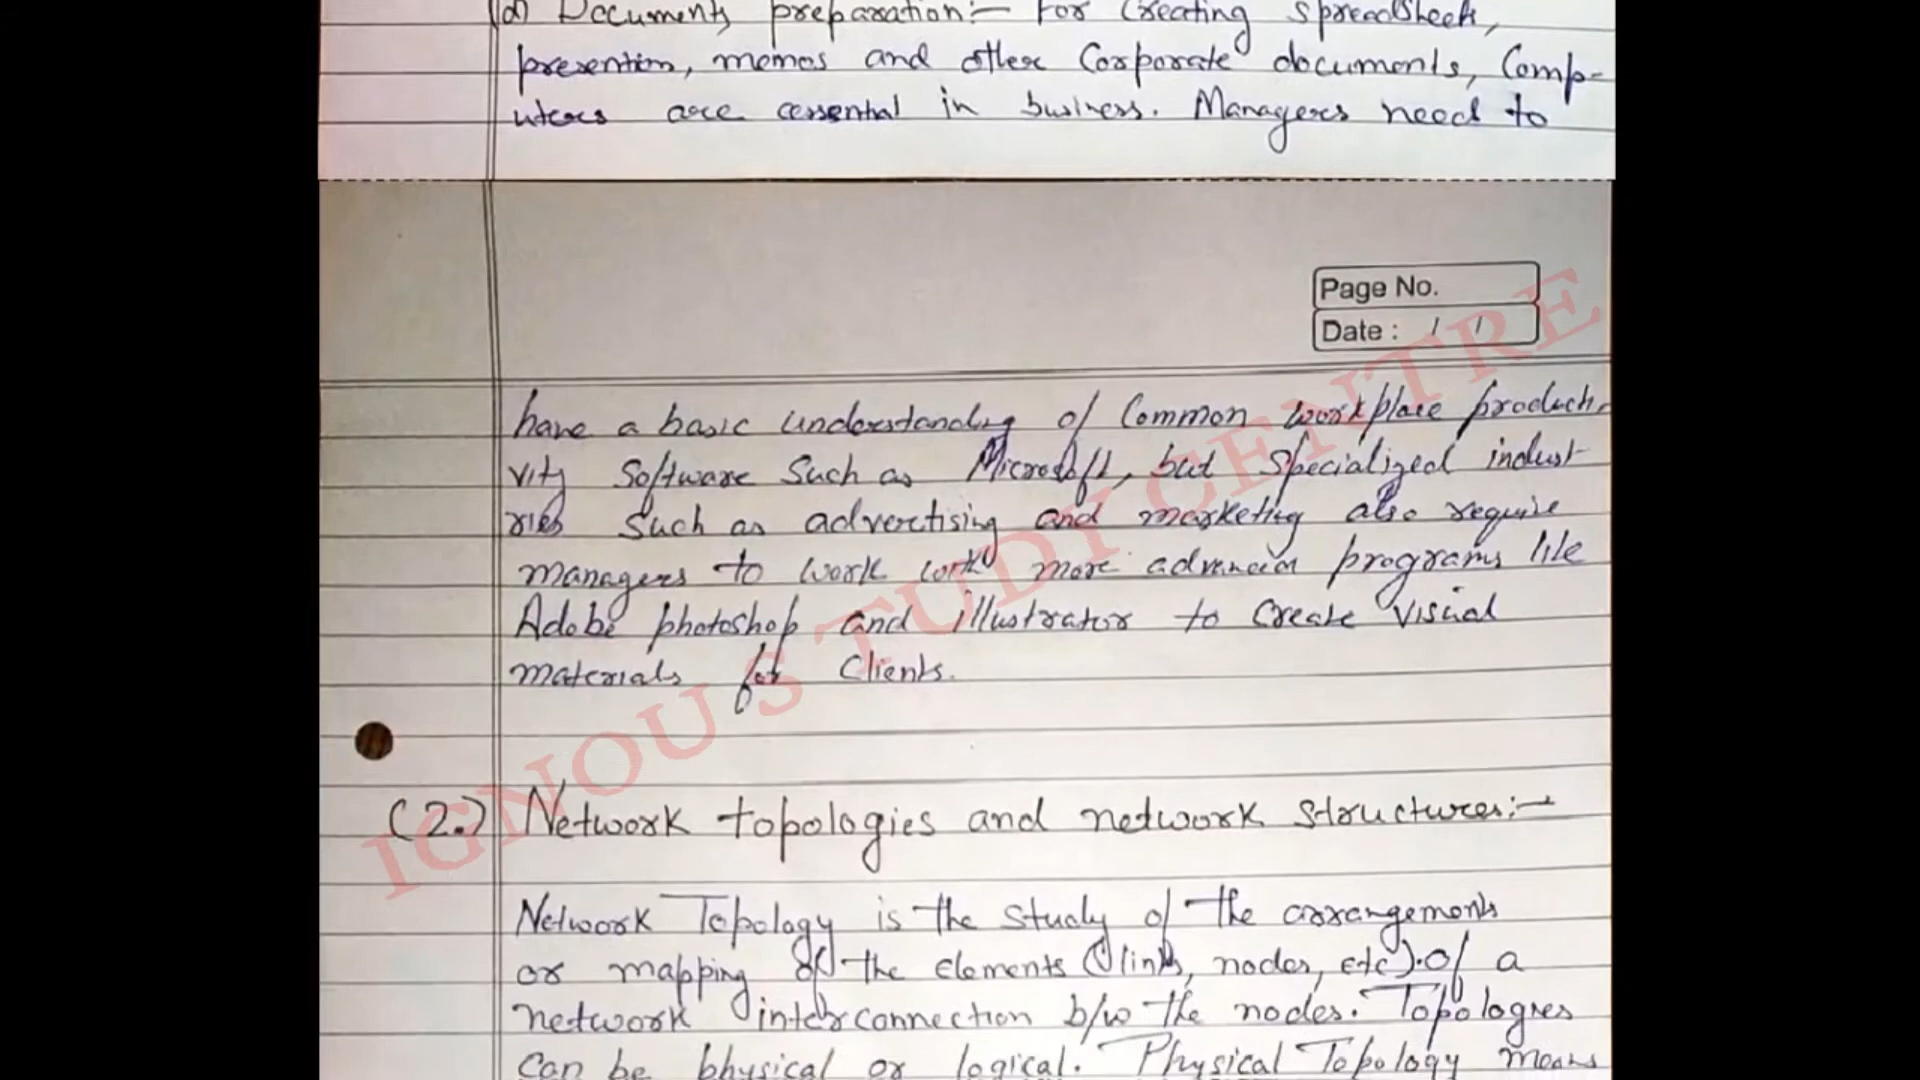 (d) Documents preparation:- For Creating Spreadsheets,
presention, memos and other Corporate documents, Comp-
uters are essential in business. Managers need to
Page No.
Date : / /
have a basic understanding of Common workplace producti-
vity Software Such as Microsoft, but Specialized indust-
ries Such as advertising and marketing also require
managers to work with more advanced programs like
Adobe photoshop and illustrator to Create Visual
materials for Clients.
IGNOU STUDY CENTRE
(2.) Network topologies and network structures:-
Network Topology is the study of the arrangements
or mapping of the elements (links, nodes, etc). of a
network interconnection b/w the nodes. Topologies
Can be physical or logical. Physical Topology means